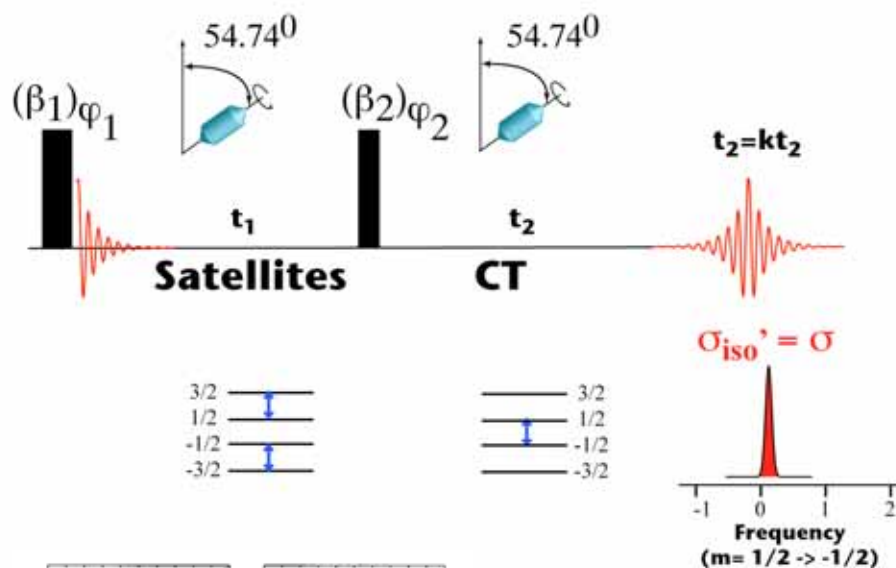 54.74⁰
54.74⁰
(β₁)φ₁
(β₂)φ₂
t₂=kt₂
t₁
t₂
Satellites
CT
σiso' = σ
3/2
1/2
-1/2
-3/2
3/2
1/2
-1/2
-3/2
-1 0 1 2
Frequency
(m= 1/2 -> -1/2)